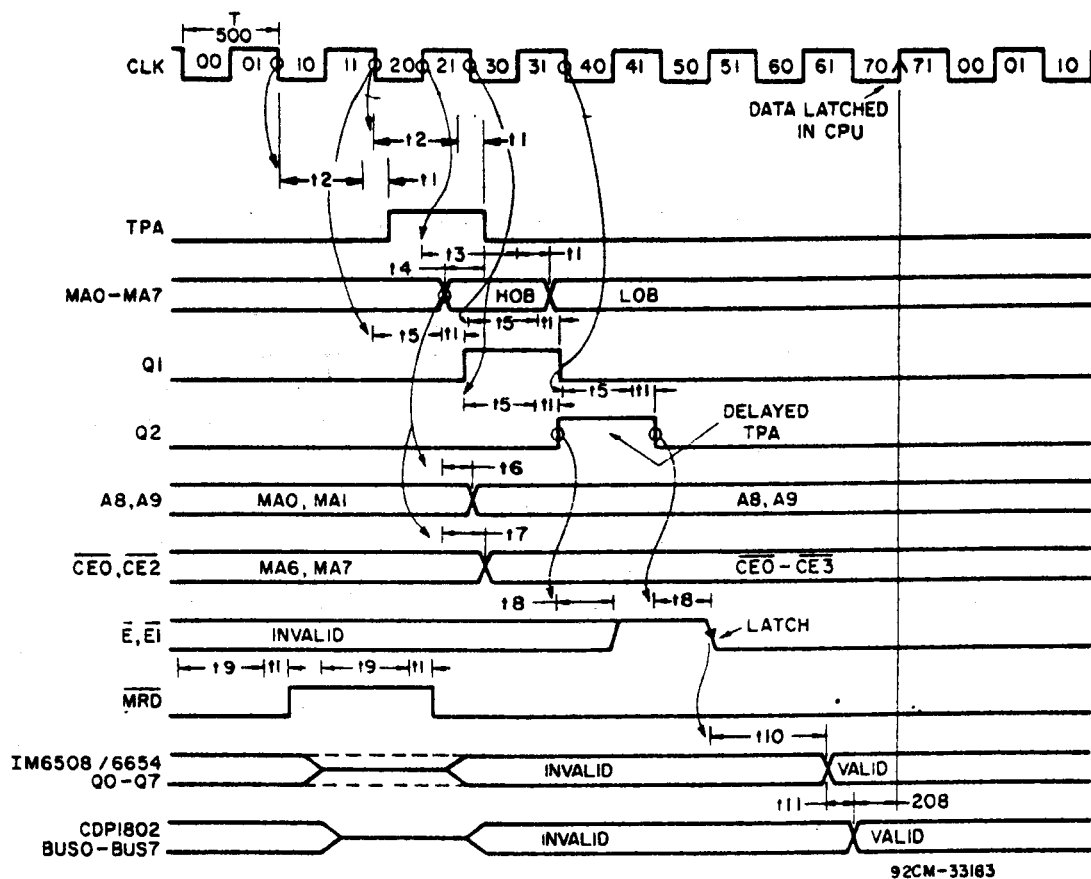 T
500
CLK 00 01 10 11 20 21 30 31 40 41 50 51 60 61 70 71 00 01 10
DATA LATCHED
IN CPU
t2 t1
t2 t1
TPA
t3 t1
t4
MA0-MA7 HOB LOB
t5 t1 t5 t1
Q1
t5 t1 t5 t1
DELAYED
TPA
Q2
t6
A8, A9 MA0, MA1 A8, A9
t7
CE0, CE2 MA6, MA7 CE0-CE3
t8 t8
LATCH
E, E1 INVALID
t9 t1 t9 t1
MRD
t10
IM6508/6654
Q0-Q7 INVALID VALID
t11 208
CDP1802
BUS0-BUS7 INVALID VALID
92CM-33183